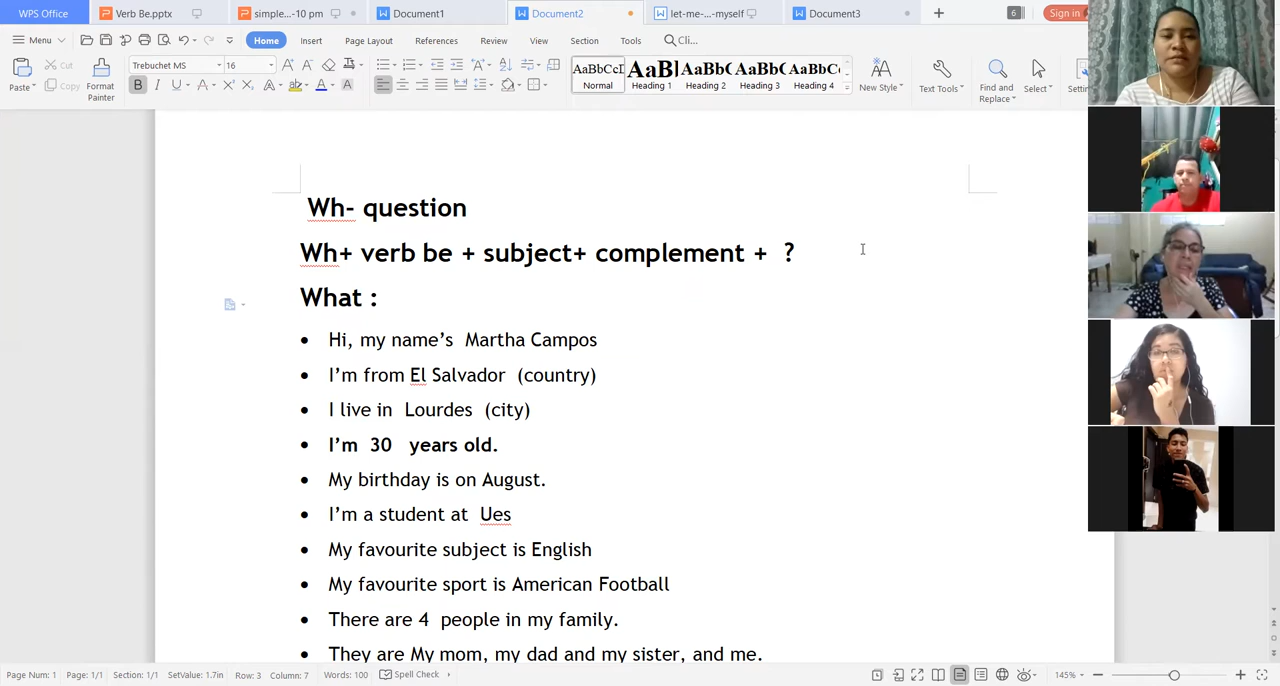 WPS Office Verb Be.pptx simple...-10 pm Document1 Document2 let-me-...-myself Document3 + 6 Sign in
Menu Home Insert Page Layout References Review View Section Tools Cli...
Paste Cut Copy Format Painter Trebuchet MS 16 AaBbCcI Normal AaBl Heading 1 AaBb( Heading 2 AaBb( Heading 3 AaBbC Heading 4 New Style Text Tools Find and Replace Select
Wh- question
Wh+ verb be + subject+ complement + ?
What :
• Hi, my name’s Martha Campos
• I’m from El Salvador (country)
• I live in Lourdes (city)
• I’m 30 years old.
• My birthday is on August.
• I’m a student at Ues
• My favourite subject is English
• My favourite sport is American Football
• There are 4 people in my family.
• They are My mom, my dad and my sister, and me.
Page Num: 1 Page: 1/1 Section: 1/1 SetValue: 1.7in Row: 3 Column: 7 Words: 100 Spell Check 145%